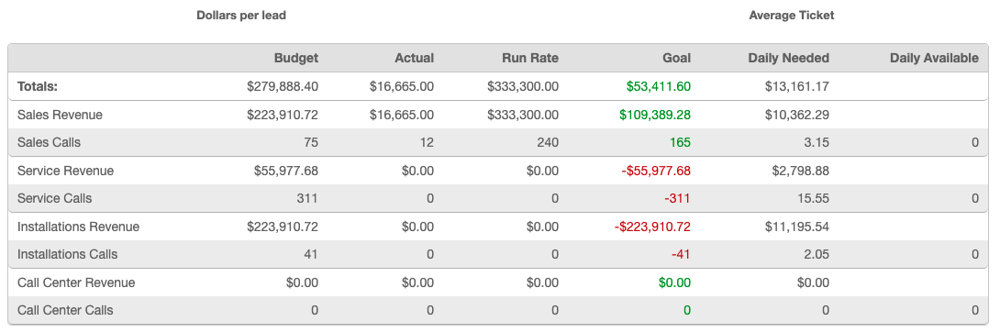 Dollars per lead Average Ticket
Budget Actual Run Rate Goal Daily Needed Daily Available
Totals: $279,888.40 $16,665.00 $333,300.00 $53,411.60 $13,161.17
Sales Revenue $223,910.72 $16,665.00 $333,300.00 $109,389.28 $10,362.29
Sales Calls 75 12 240 165 3.15 0
Service Revenue $55,977.68 $0.00 $0.00 -$55,977.68 $2,798.88
Service Calls 311 0 0 -311 15.55 0
Installations Revenue $223,910.72 $0.00 $0.00 -$223,910.72 $11,195.54
Installations Calls 41 0 0 -41 2.05 0
Call Center Revenue $0.00 $0.00 $0.00 $0.00 $0.00
Call Center Calls 0 0 0 0 0 0